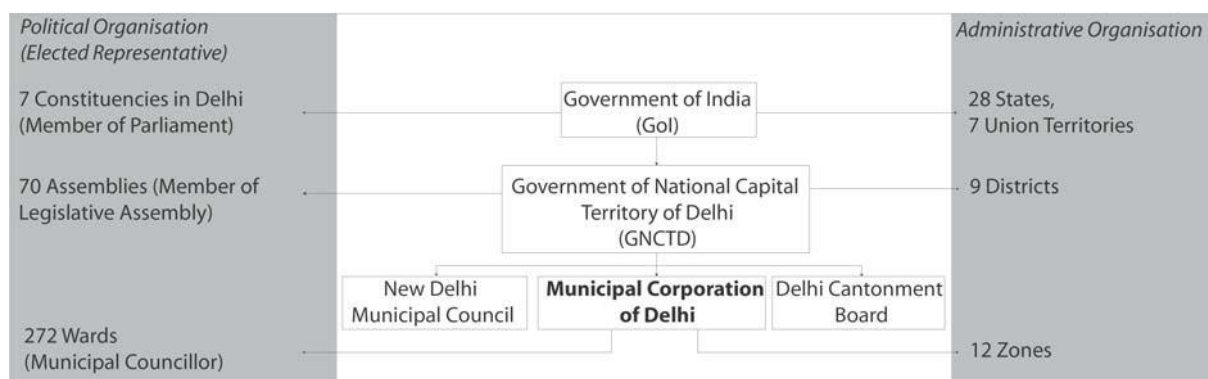 Political Organisation
(Elected Representative)
Administrative Organisation
7 Constituencies in Delhi
(Member of Parliament)
Government of India
(GoI)
28 States,
7 Union Territories
70 Assemblies (Member of
Legislative Assembly)
Government of National Capital
Territory of Delhi
(GNCTD)
9 Districts
New Delhi
Municipal Council
Municipal Corporation
of Delhi
Delhi Cantonment
Board
272 Wards
(Municipal Councillor)
12 Zones